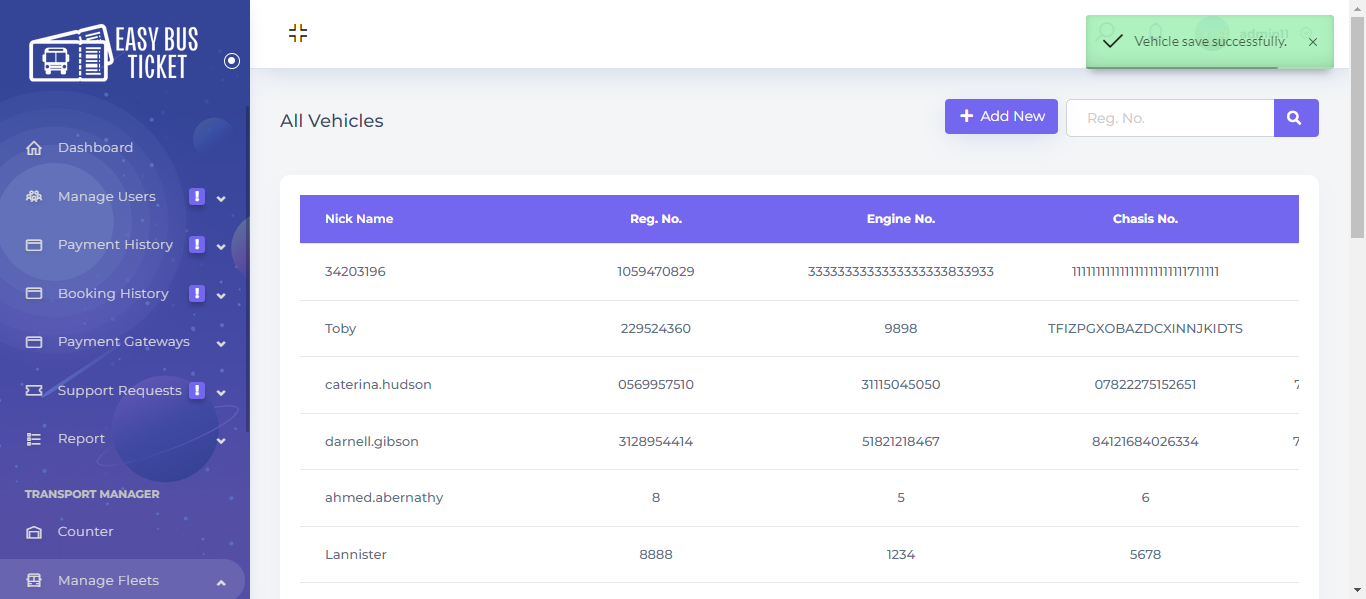 EASY BUS
TICKET
Vehicle save successfully.
All Vehicles
Add New
Reg. No.
Dashboard
Manage Users
Payment History
Booking History
Payment Gateways
Support Requests
Report
TRANSPORT MANAGER
Counter
Manage Fleets
Nick Name Reg. No. Engine No. Chasis No.
34203196 1059470829
Toby 229524360 9898 TFIZPGXOBAZDCXINNJKIDTS
caterina.hudson 0569957510 31115045050 07822275152651
darnell.gibson 3128954414 51821218467 84121684026334
ahmed.abernathy 8 5 6
Lannister 8888 1234 5678